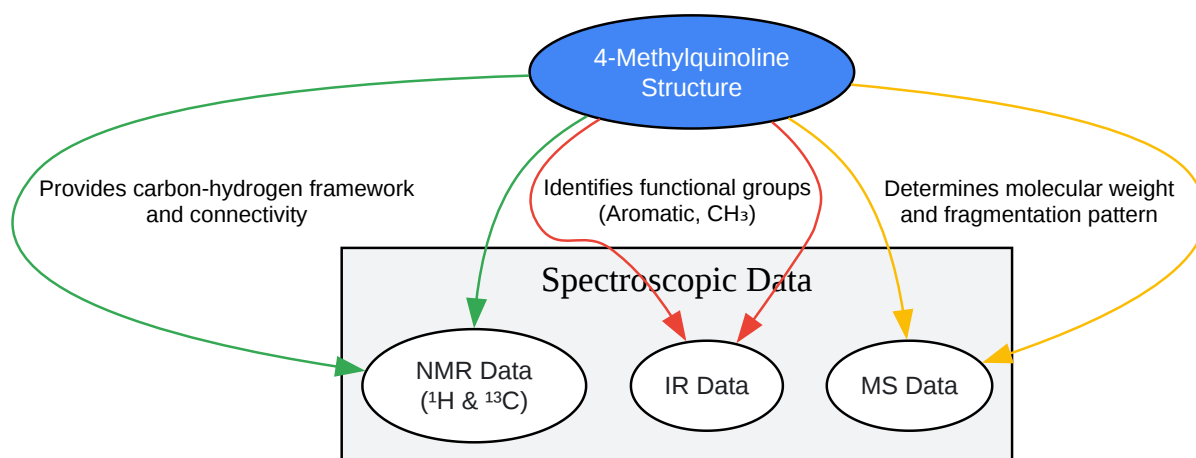 4-Methylquinoline
Structure
Provides carbon-hydrogen framework
and connectivity
Identifies functional groups
(Aromatic, CH₃)
Determines molecular weight
and fragmentation pattern
Spectroscopic Data
NMR Data
(¹H & ¹³C)
IR Data
MS Data